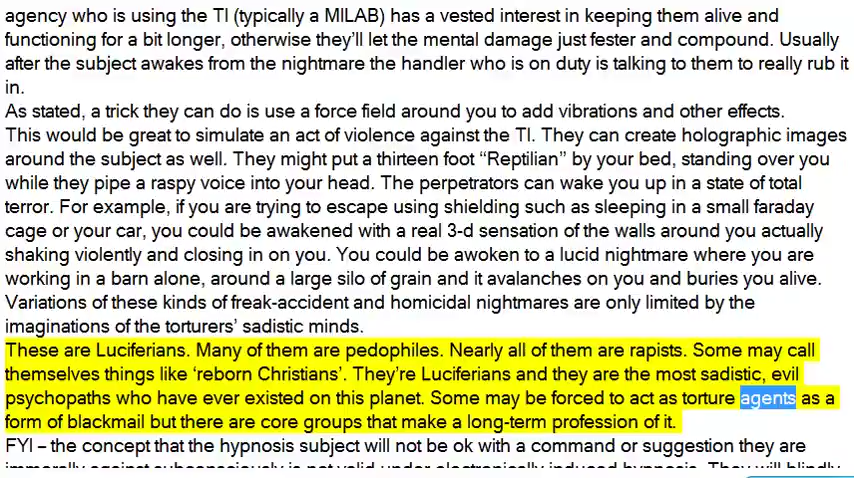 agency who is using the TI (typically a MILAB) has a vested interest in keeping them alive and
functioning for a bit longer, otherwise they'll let the mental damage just fester and compound. Usually
after the subject awakes from the nightmare the handler who is on duty is talking to them to really rub it
in.
As stated, a trick they can do is use a force field around you to add vibrations and other effects.
This would be great to simulate an act of violence against the TI. They can create holographic images
around the subject as well. They might put a thirteen foot “Reptilian” by your bed, standing over you
while they pipe a raspy voice into your head. The perpetrators can wake you up in a state of total
terror. For example, if you are trying to escape using shielding such as sleeping in a small faraday
cage or your car, you could be awakened with a real 3-d sensation of the walls around you actually
shaking violently and closing in on you. You could be awoken to a lucid nightmare where you are
working in a barn alone, around a large silo of grain and it avalanches on you and buries you alive.
Variations of these kinds of freak-accident and homicidal nightmares are only limited by the
imaginations of the torturers’ sadistic minds.
These are Luciferians. Many of them are pedophiles. Nearly all of them are rapists. Some may call
themselves things like ‘reborn Christians’. They’re Luciferians and they are the most sadistic, evil
psychopaths who have ever existed on this planet. Some may be forced to act as torture agents as a
form of blackmail but there are core groups that make a long-term profession of it.
FYI – the concept that the hypnosis subject will not be ok with a command or suggestion they are
immorally against subconsciously is not valid under electronically induced hypnosis. They will blindly